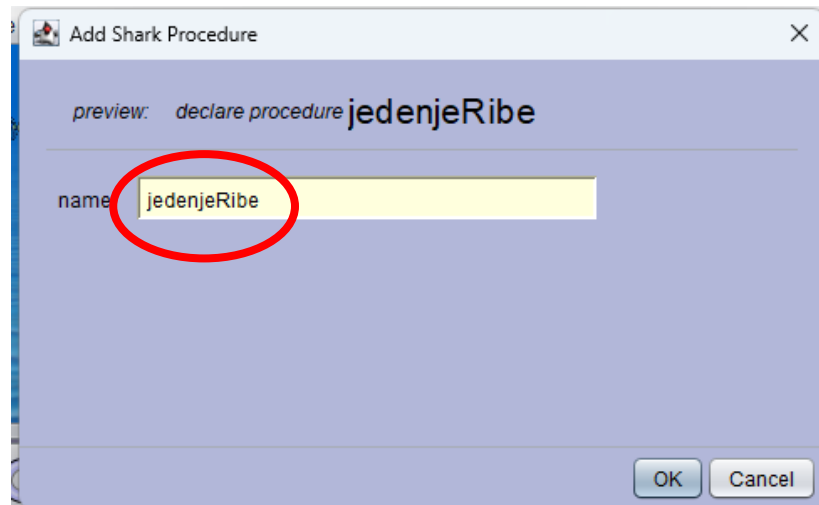 Add Shark Procedure
preview: declare procedure jedenjeRibe
name jedenjeRibe
OK Cancel